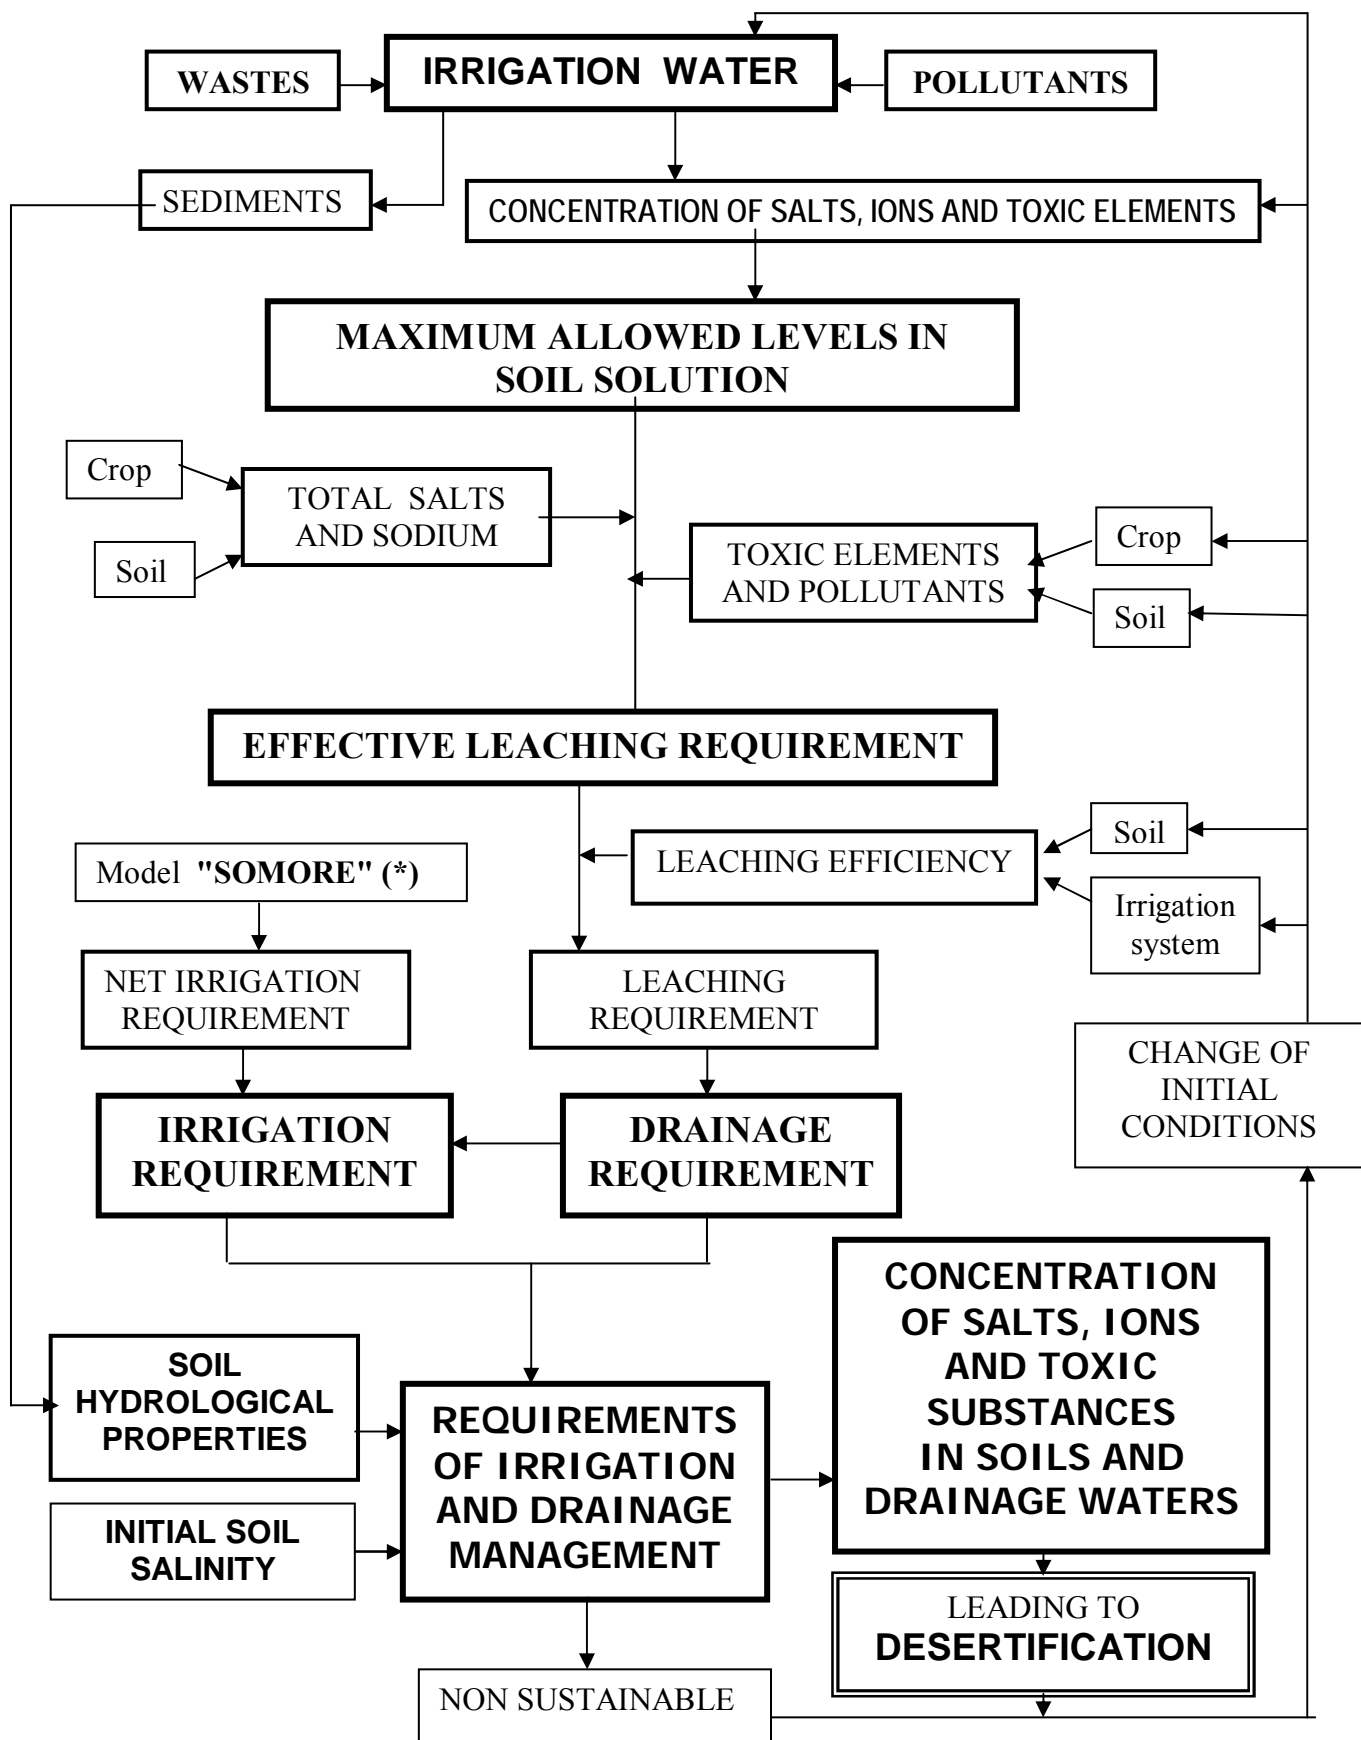 IRRIGATION WATER
WASTES
POLLUTANTS
SEDIMENTS
CONCENTRATION OF SALTS, IONS AND TOXIC ELEMENTS
MAXIMUM ALLOWED LEVELS IN
SOIL SOLUTION
Crop
TOTAL SALTS
AND SODIUM
Soil
TOXIC ELEMENTS
AND POLLUTANTS
Crop
Soil
EFFECTIVE LEACHING REQUIREMENT
Model "SOMORE" (*)
LEACHING EFFICIENCY
Soil
Irrigation
system
NET IRRIGATION
REQUIREMENT
LEACHING
REQUIREMENT
CHANGE OF
INITIAL
CONDITIONS
IRRIGATION
REQUIREMENT
DRAINAGE
REQUIREMENT
SOIL
HYDROLOGICAL
PROPERTIES
INITIAL SOIL
SALINITY
REQUIREMENTS
OF IRRIGATION
AND DRAINAGE
MANAGEMENT
CONCENTRATION
OF SALTS, IONS
AND TOXIC
SUBSTANCES
IN SOILS AND
DRAINAGE WATERS
LEADING TO
DESERTIFICATION
NON SUSTAINABLE